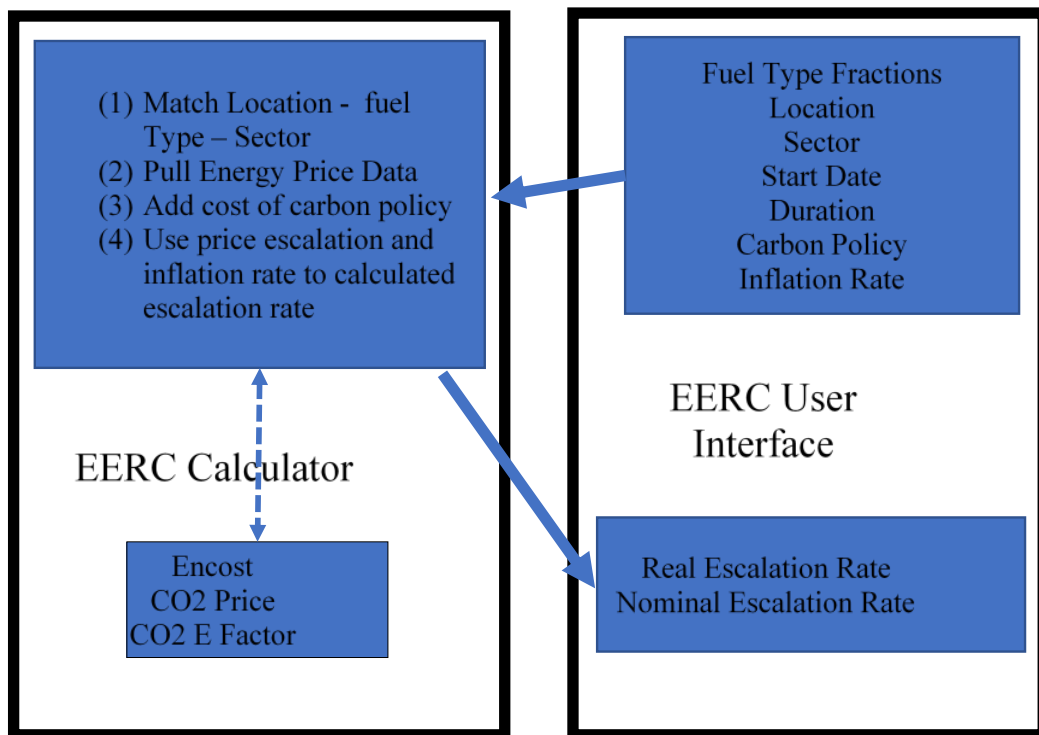 (1) Match Location - fuel
Type – Sector
(2) Pull Energy Price Data
(3) Add cost of carbon policy
(4) Use price escalation and
inflation rate to calculated
escalation rate
EERC Calculator
Encost
CO2 Price
CO2 E Factor
Fuel Type Fractions
Location
Sector
Start Date
Duration
Carbon Policy
Inflation Rate
EERC User
Interface
Real Escalation Rate
Nominal Escalation Rate